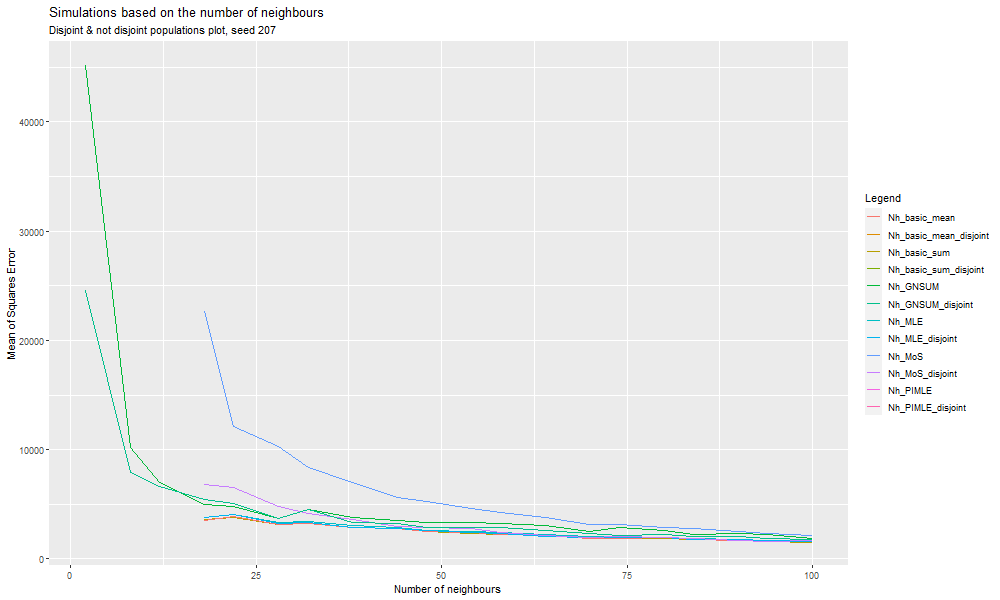 Simulations based on the number of neighbours
Disjoint & not disjoint populations plot, seed 207
Mean of Squares Error
40000
30000
20000
10000
0
0
25
50
75
100
Number of neighbours
Legend
Nh_basic_mean
Nh_basic_mean_disjoint
Nh_basic_sum
Nh_basic_sum_disjoint
Nh_GNSUM
Nh_GNSUM_disjoint
Nh_MLE
Nh_MLE_disjoint
Nh_MoS
Nh_MoS_disjoint
Nh_PIMLE
Nh_PIMLE_disjoint